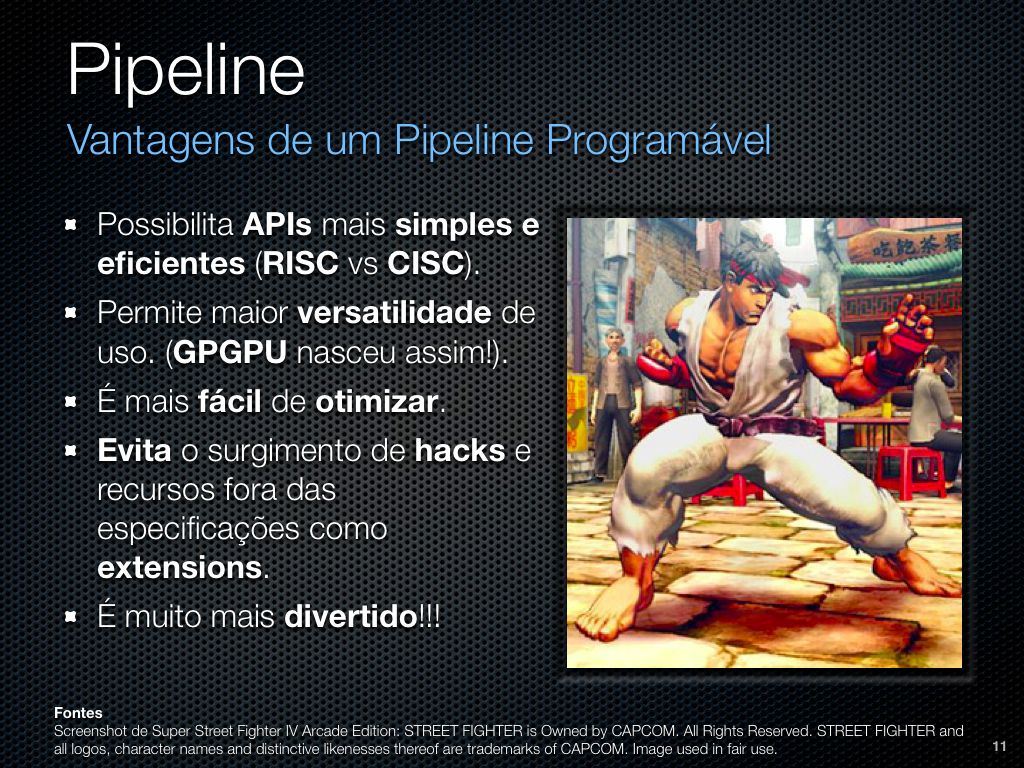 Pipeline
Vantagens de um Pipeline Programável
Possibilita APIs mais simples e
eficientes (RISC vs CISC).
Permite maior versatilidade de
uso. (GPGPU nasceu assim!).
É mais fácil de otimizar.
Evita o surgimento de hacks e
recursos fora das
especificações como
extensions.
É muito mais divertido!!!
吃飽茶餐
Fontes
Screenshot de Super Street Fighter IV Arcade Edition: STREET FIGHTER is Owned by CAPCOM. All Rights Reserved. STREET FIGHTER and
all logos, character names and distinctive likenesses thereof are trademarks of CAPCOM. Image used in fair use.
11